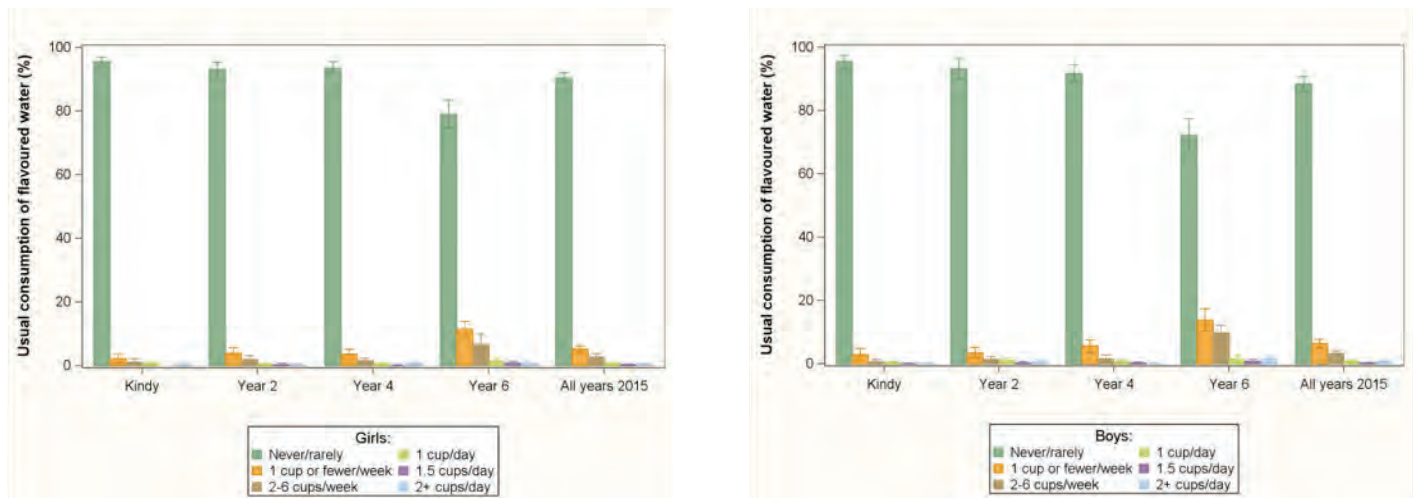 Usual consumption of flavoured water (%)
100
80
60
40
20
0
Kindy Year 2 Year 4 Year 6 All years 2015
Girls:
Never/rarely 1 cup/day
1 cup or fewer/week 1.5 cups/day
2-6 cups/week 2+ cups/day
Usual consumption of flavoured water (%)
100
80
60
40
20
0
Kindy Year 2 Year 4 Year 6 All years 2015
Boys:
Never/rarely 1 cup/day
1 cup or fewer/week 1.5 cups/day
2-6 cups/week 2+ cups/day